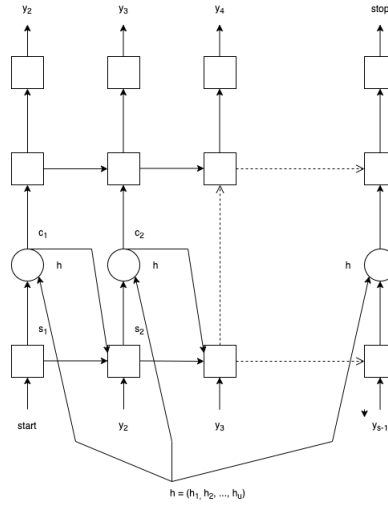 y2 y3 y4 stop
c1 c2
h h h
s1 s2
start y2 y3 ys-1
h = (h1, h2, ..., hu)